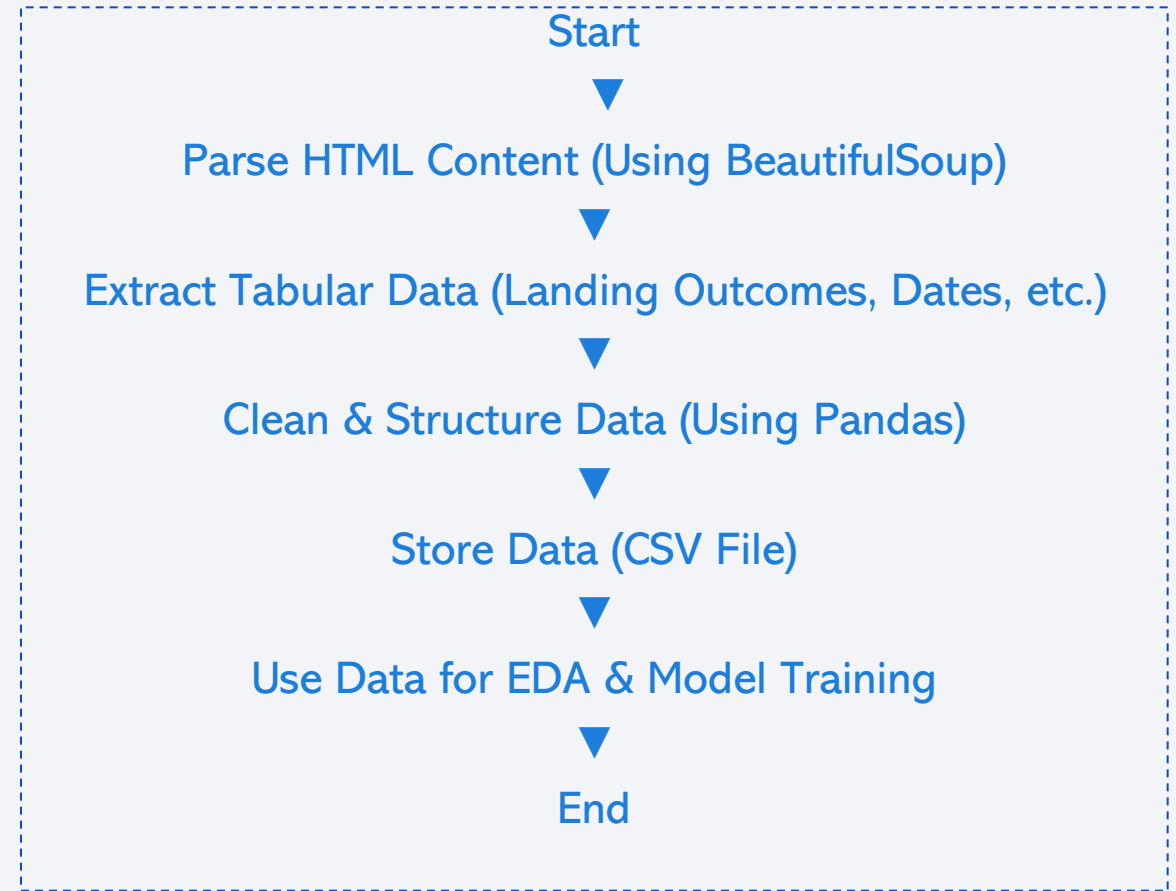 Start
▼
Parse HTML Content (Using BeautifulSoup)
▼
Extract Tabular Data (Landing Outcomes, Dates, etc.)
▼
Clean & Structure Data (Using Pandas)
▼
Store Data (CSV File)
▼
Use Data for EDA & Model Training
▼
End